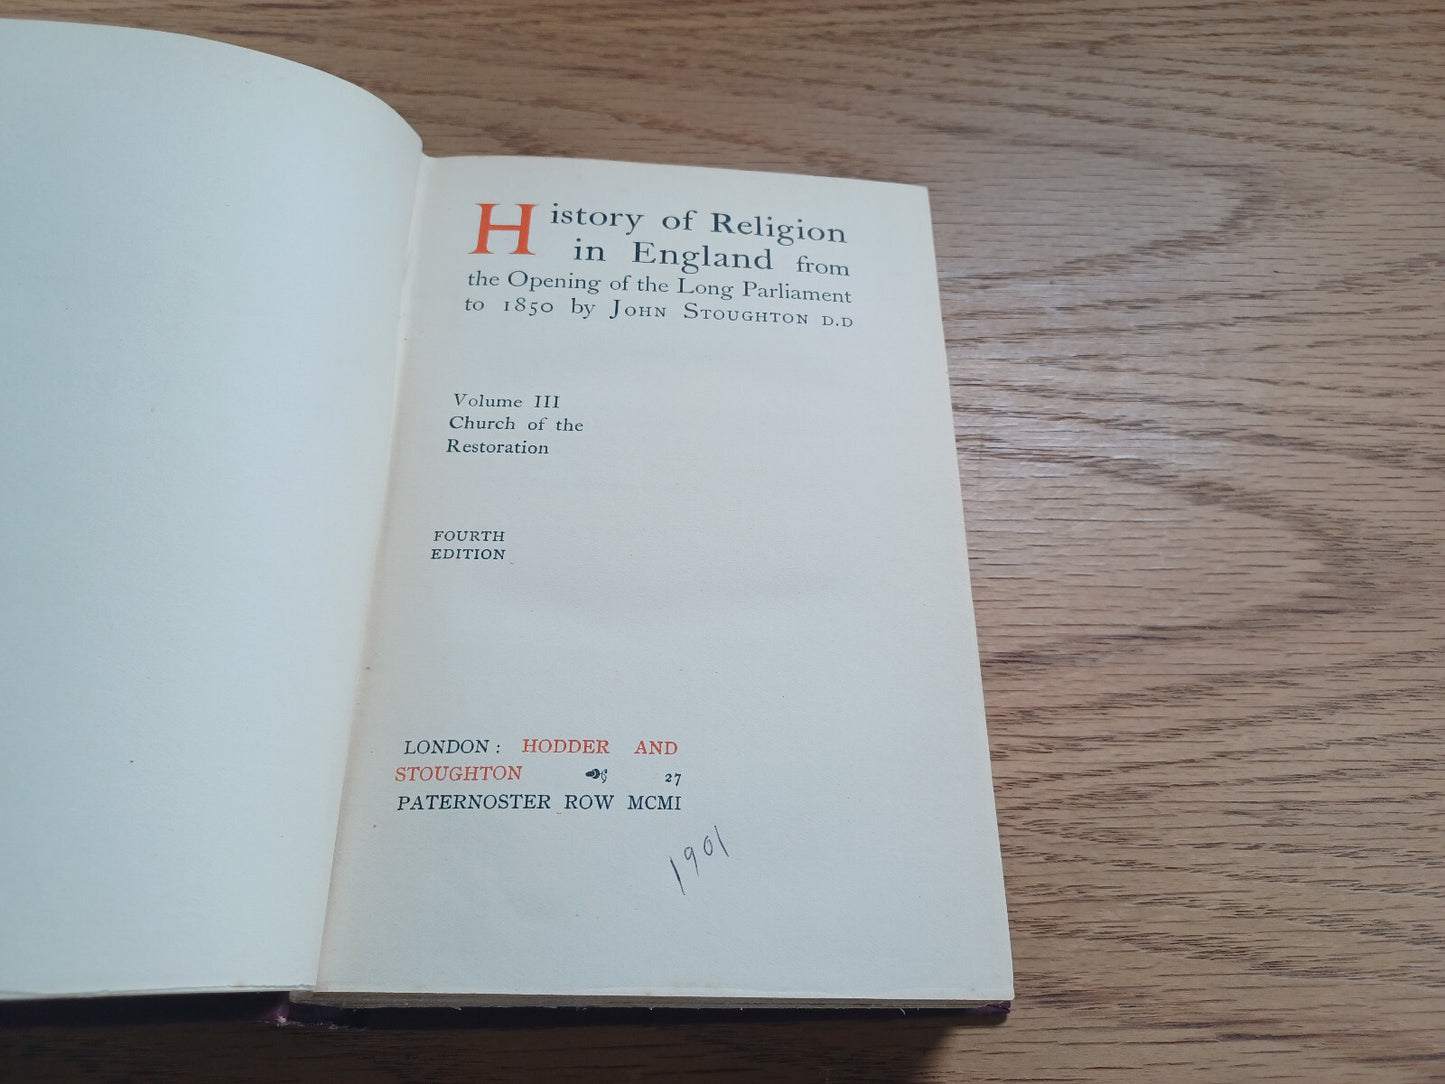 History of Religion
in England from
the Opening of the Long Parliament
to 1850 by JOHN STOUGHTON D.D
Volume III
Church of the
Restoration
FOURTH
EDITION
LONDON: HODDER AND
STOUGHTON 27
PATERNOSTER ROW MCMI
1901